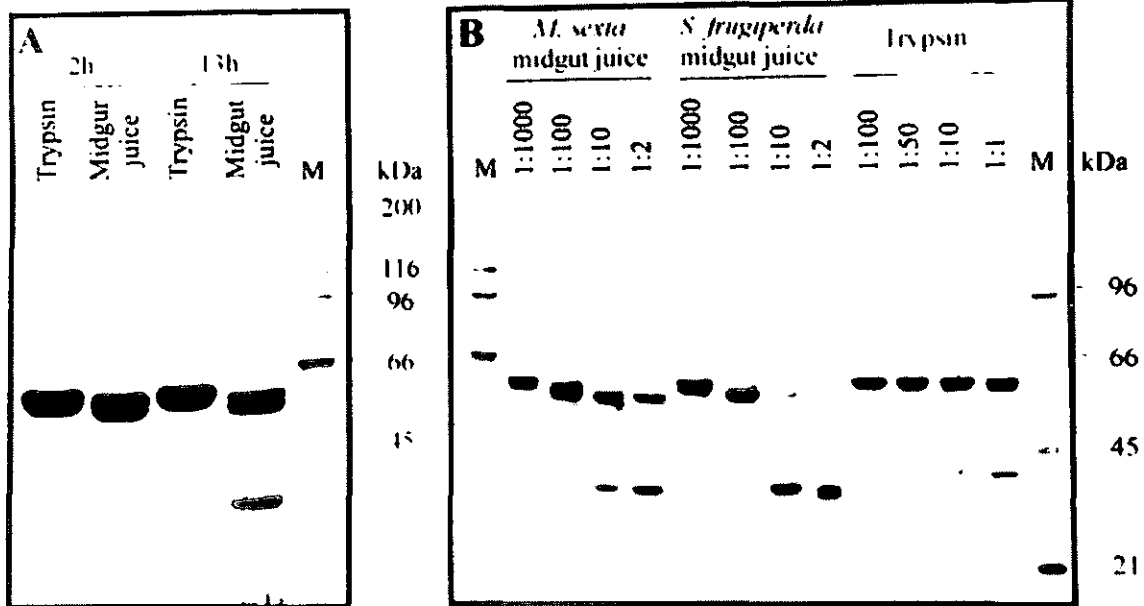 A
2h 13h
Trypsin
Midgur juice
Trypsin
Midgut juice
M
kDa
200
116
96
66
45
B
M. sexta midgut juice
S. frugiperda midgut juice
Trypsin
M
1:1000
1:100
1:10
1:2
1:1000
1:100
1:10
1:2
1:100
1:50
1:10
1:1
M
kDa
96
66
45
21